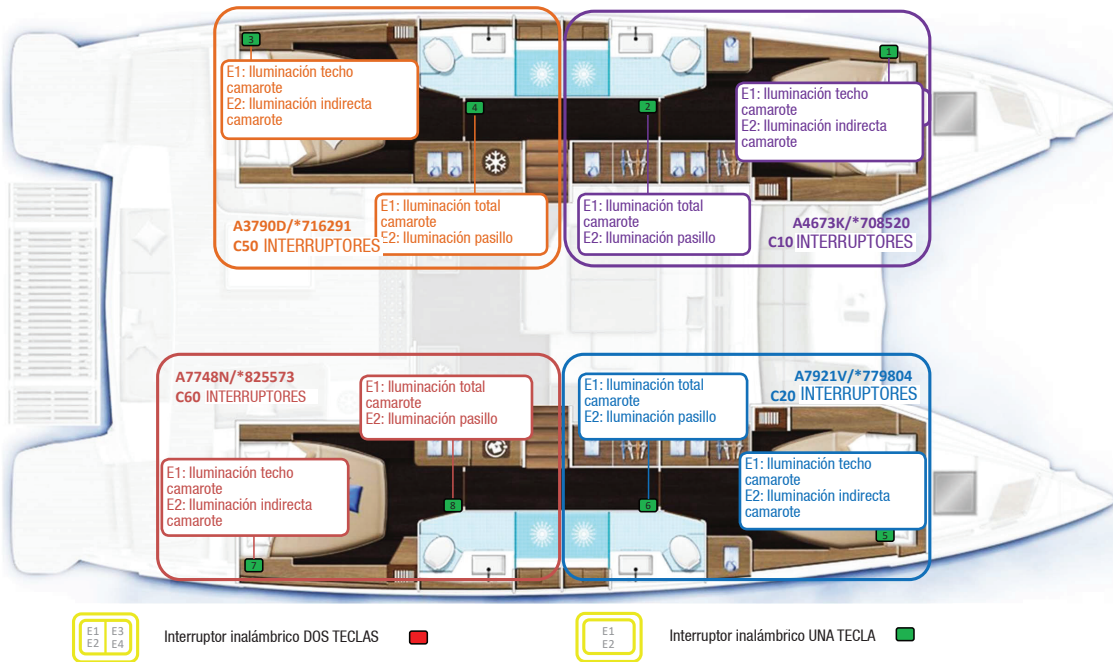 3
E1: Iluminación techo
camarote
E2: Iluminación indirecta
camarote
4
E1: Iluminación total
camarote
E2: Iluminación pasillo
A3790D/*716291
C50 INTERRUPTORES
1
E1: Iluminación techo
camarote
E2: Iluminación indirecta
camarote
2
E1: Iluminación total
camarote
E2: Iluminación pasillo
A4673K/*708520
C10 INTERRUPTORES
A7748N/*825573
C60 INTERRUPTORES
E1: Iluminación total
camarote
E2: Iluminación pasillo
E1: Iluminación techo
camarote
E2: Iluminación indirecta
camarote
8
7
A7921V/*779804
C20 INTERRUPTORES
E1: Iluminación total
camarote
E2: Iluminación pasillo
E1: Iluminación techo
camarote
E2: Iluminación indirecta
camarote
6
5
E1 E3
E2 E4
Interruptor inalámbrico DOS TECLAS
E1
E2
Interruptor inalámbrico UNA TECLA